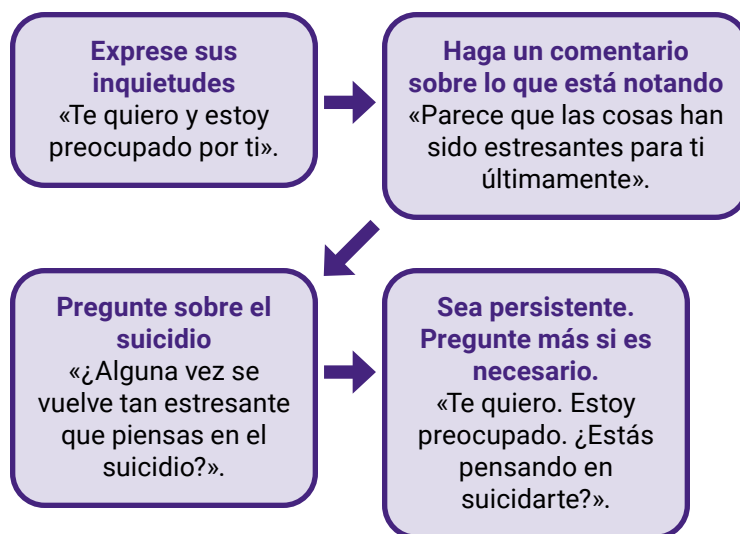 Exprese sus
inquietudes
«Te quiero y estoy
preocupado por ti».
Haga un comentario
sobre lo que está notando
«Parece que las cosas han
sido estresantes para ti
últimamente».
Pregunte sobre el
suicidio
«¿Alguna vez se
vuelve tan estresante
que piensas en el
suicidio?».
Sea persistente.
Pregunte más si es
necesario.
«Te quiero. Estoy
preocupado. ¿Estás
pensando en
suicidarte?».